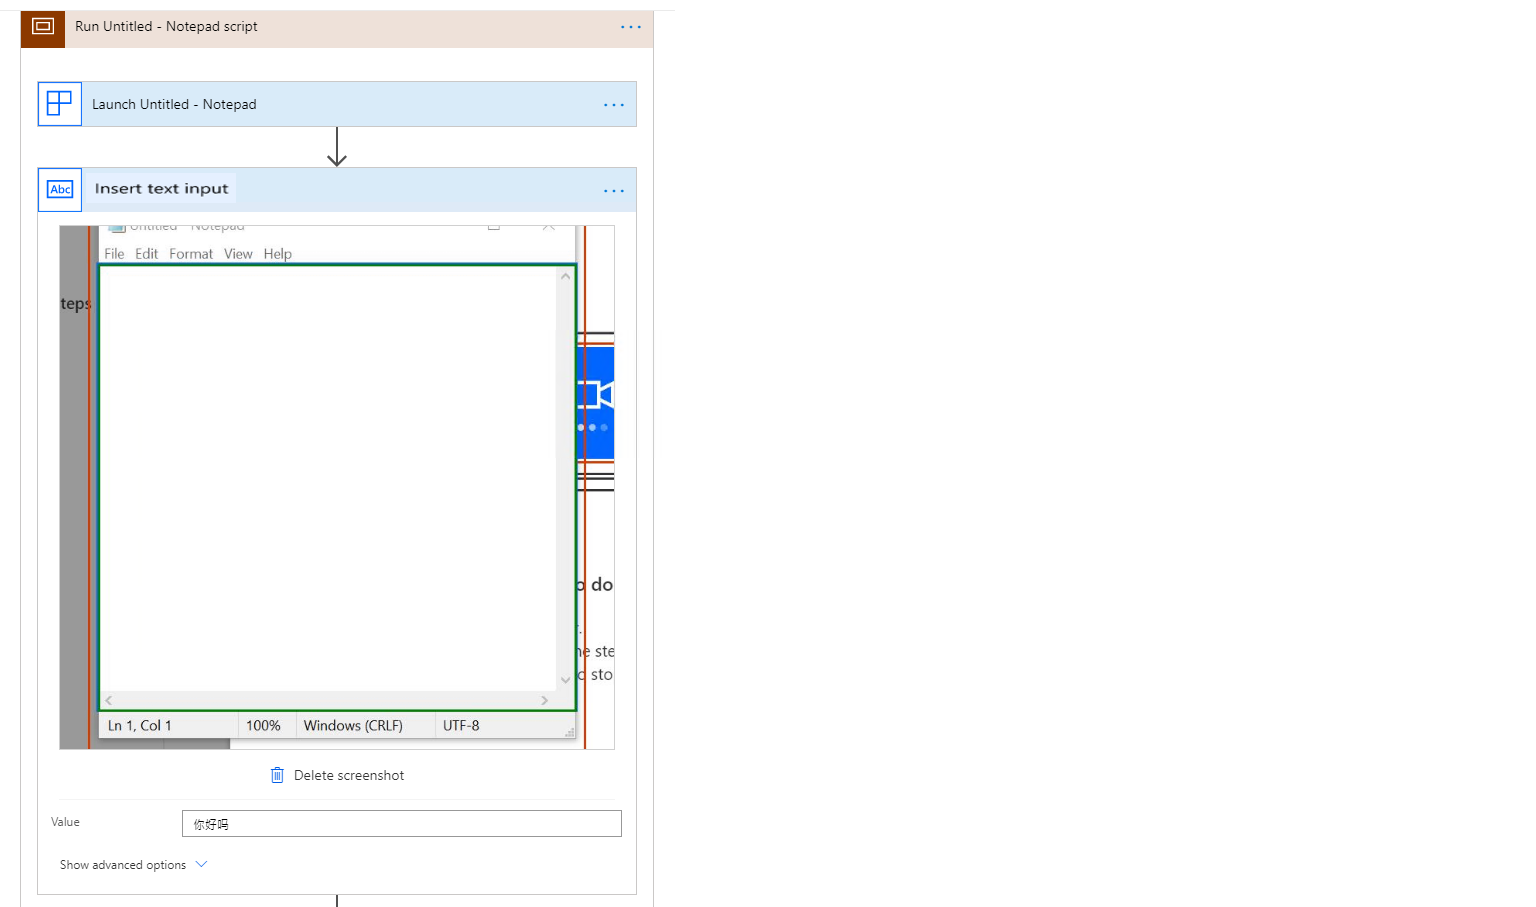 Run Untitled - Notepad script
Launch Untitled - Notepad
Abc
Insert text input
Untitled - Notepad
File Edit Format View Help
teps
o do
ne ste
d sto
Ln 1, Col 1
100%
Windows (CRLF)
UTF-8
Delete screenshot
Value
你好吗
Show advanced options